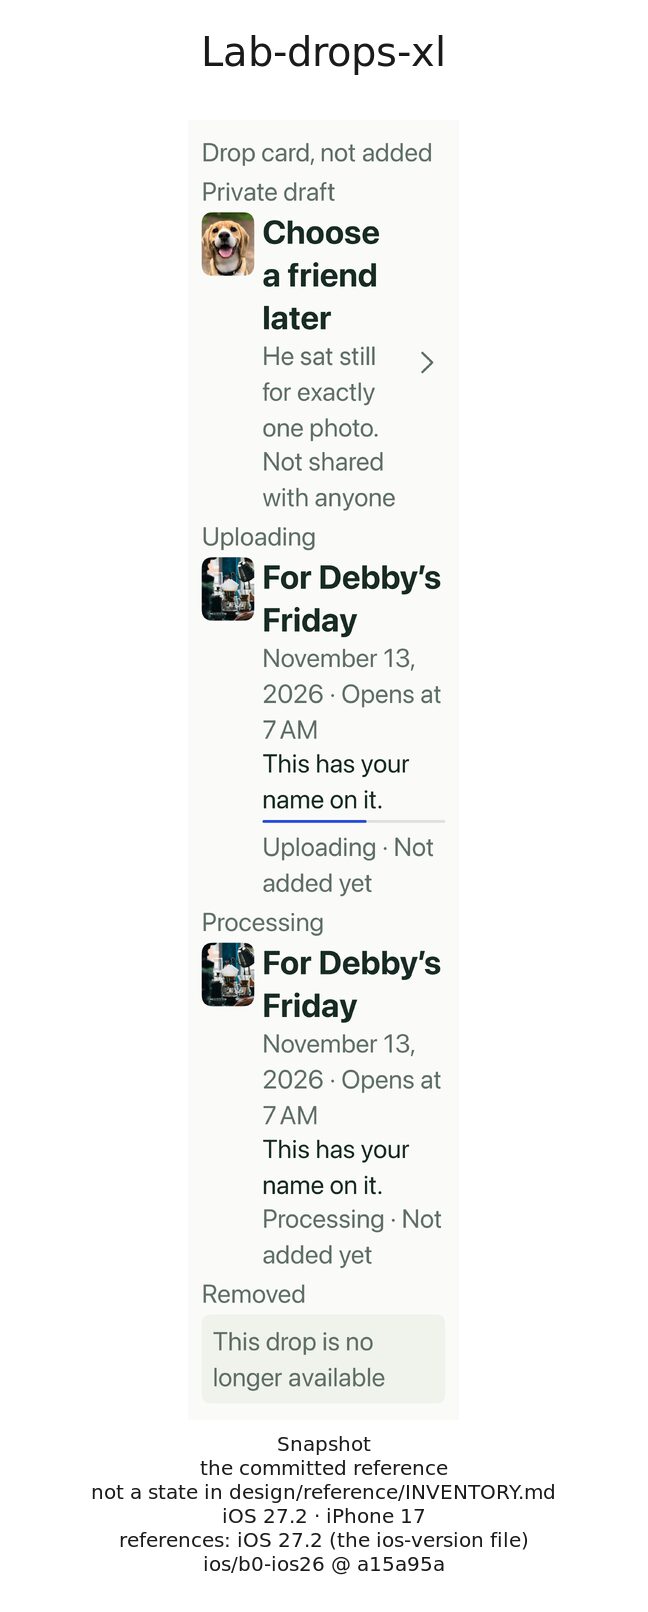 Lab-drops-xl
Drop card, not added
Private draft
Choose
a friend
later
He sat still
for exactly
one photo.
Not shared
with anyone
Uploading
For Debby’s
Friday
November 13,
2026 · Opens at
7 AM
This has your
name on it.
Uploading · Not
added yet
Processing
For Debby’s
Friday
November 13,
2026 · Opens at
7 AM
This has your
name on it.
Processing · Not
added yet
Removed
This drop is no
longer available
Snapshot
the committed reference
not a state in design/reference/INVENTORY.md
iOS 27.2 · iPhone 17
references: iOS 27.2 (the ios-version file)
ios/b0-ios26 @ a15a95a